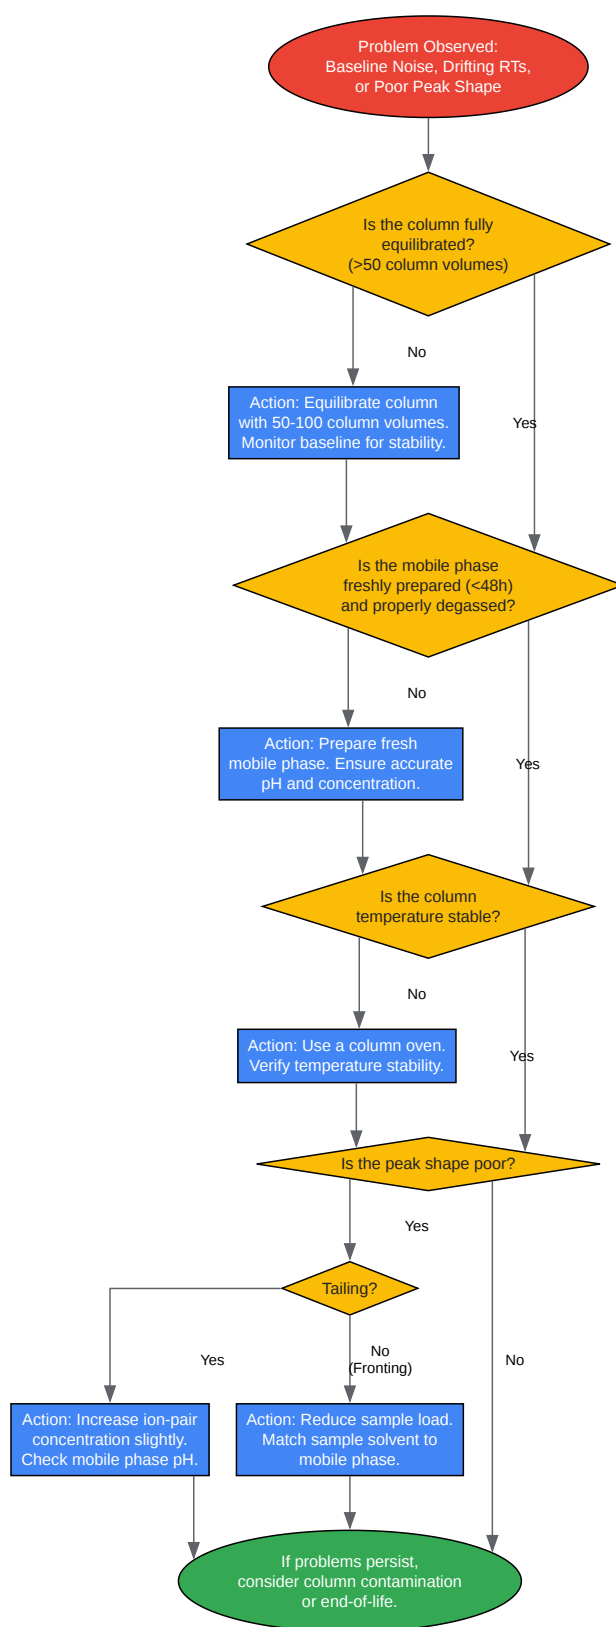 Problem Observed:
Baseline Noise, Drifting RTs,
or Poor Peak Shape
Is the column fully
equilibrated?
(>50 column volumes)
No
Action: Equilibrate column
with 50-100 column volumes.
Monitor baseline for stability.
Yes
Is the mobile phase
freshly prepared (<48h)
and properly degassed?
No
Action: Prepare fresh
mobile phase. Ensure accurate
pH and concentration.
Yes
Is the column
temperature stable?
No
Action: Use a column oven.
Verify temperature stability.
Yes
Is the peak shape poor?
Yes
Tailing?
Yes
No
(Fronting)
No
Action: Increase ion-pair
concentration slightly.
Check mobile phase pH.
Action: Reduce sample load.
Match sample solvent to
mobile phase.
If problems persist,
consider column contamination
or end-of-life.